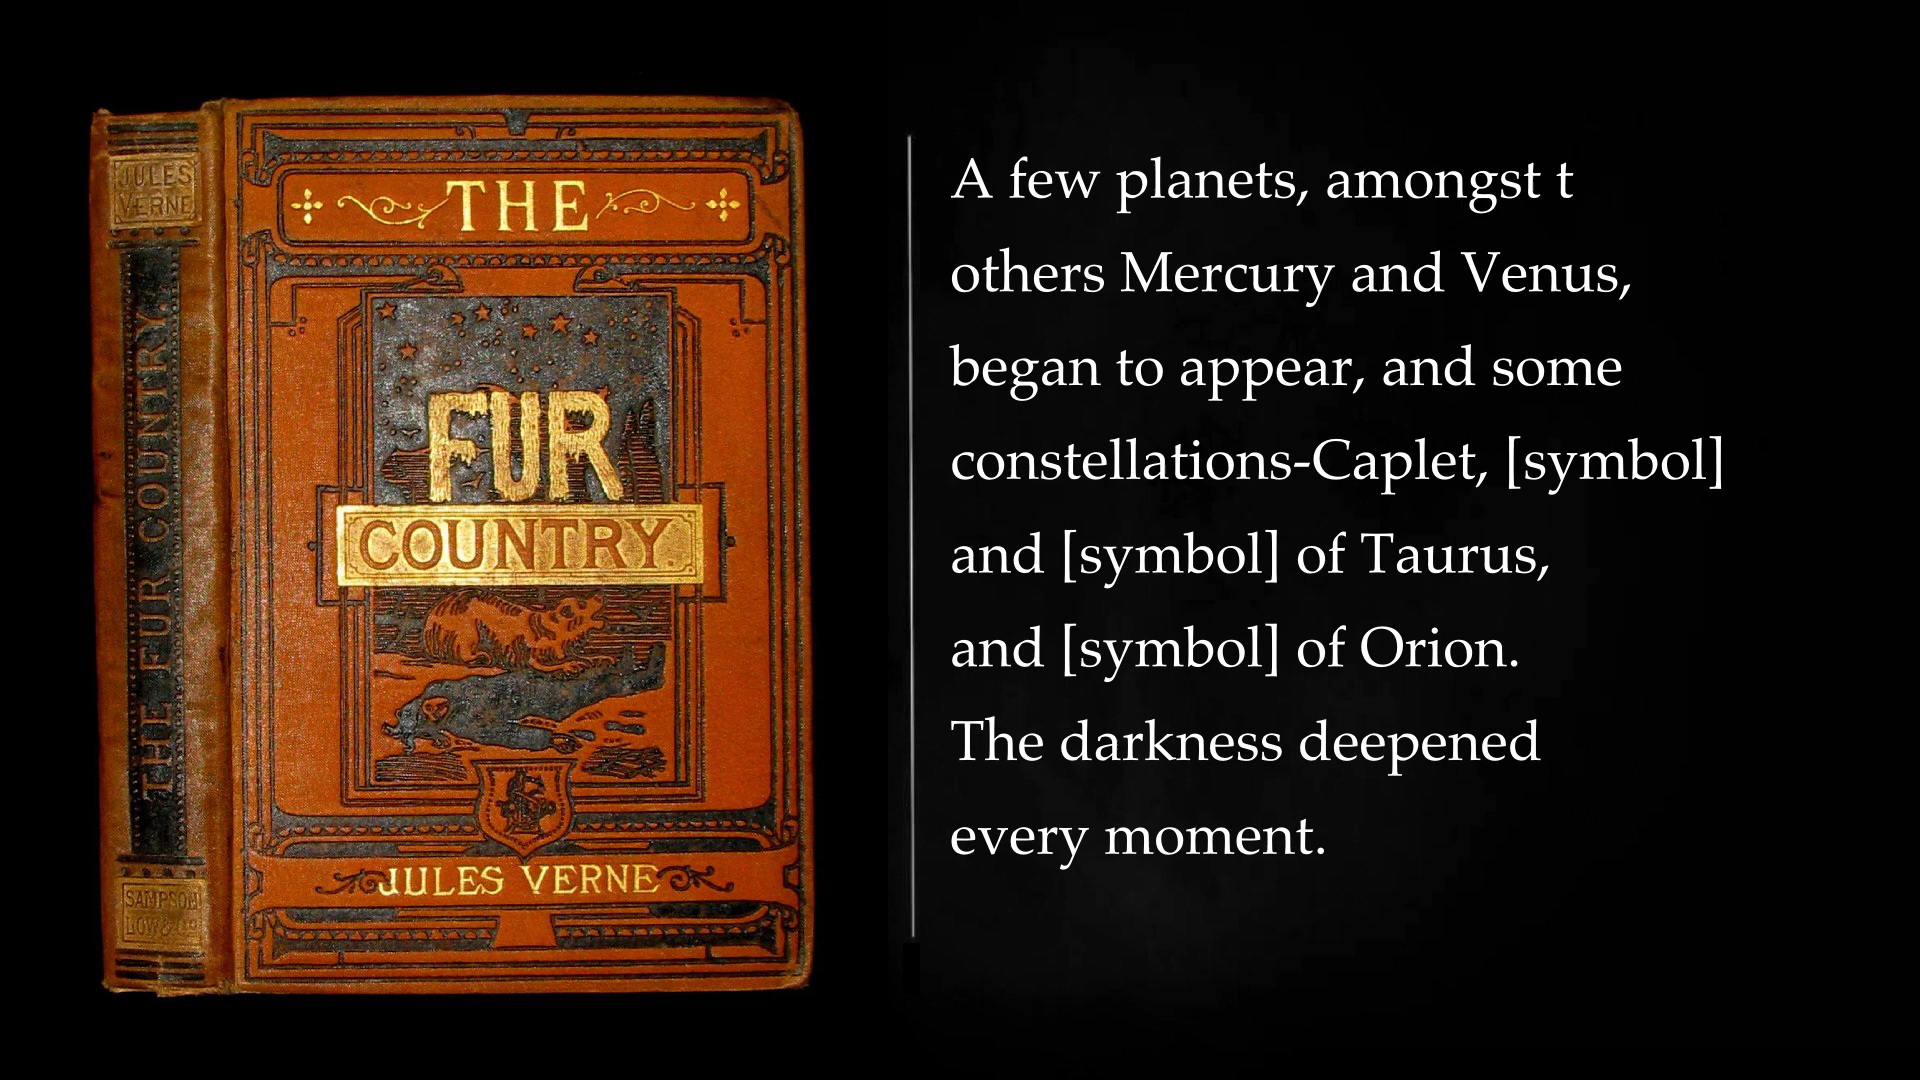 JULES
VERNE
THE FUR COUNTRY.
SAMPSON
LOW & Co
THE
FUR
COUNTRY.
JULES VERNE
A few planets, amongst t
others Mercury and Venus,
began to appear, and some
constellations-Caplet, [symbol]
and [symbol] of Taurus,
and [symbol] of Orion.
The darkness deepened
every moment.